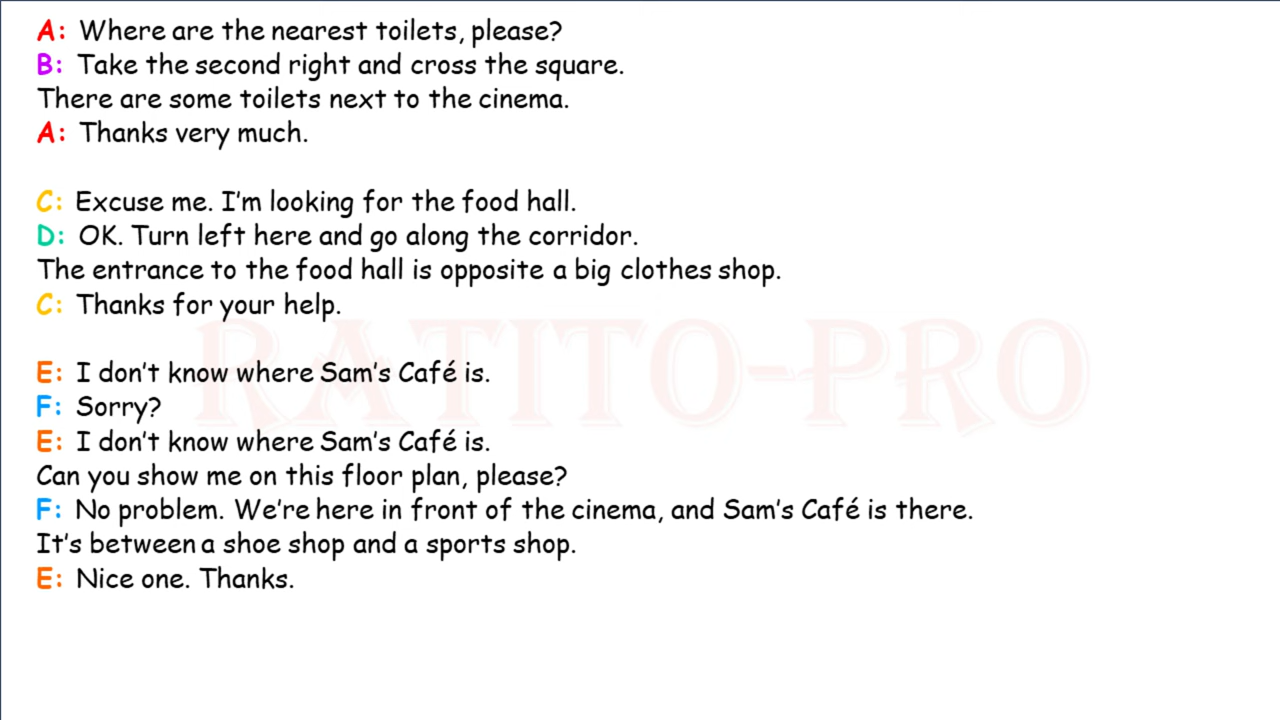 A: Where are the nearest toilets, please?
B: Take the second right and cross the square.
There are some toilets next to the cinema.
A: Thanks very much.
C: Excuse me. I'm looking for the food hall.
D: OK. Turn left here and go along the corridor.
The entrance to the food hall is opposite a big clothes shop.
C: Thanks for your help.
RATITO-PRO
E: I don't know where Sam's Café is.
F: Sorry?
E: I don't know where Sam's Café is.
Can you show me on this floor plan, please?
F: No problem. We're here in front of the cinema, and Sam's Café is there.
It's between a shoe shop and a sports shop.
E: Nice one. Thanks.